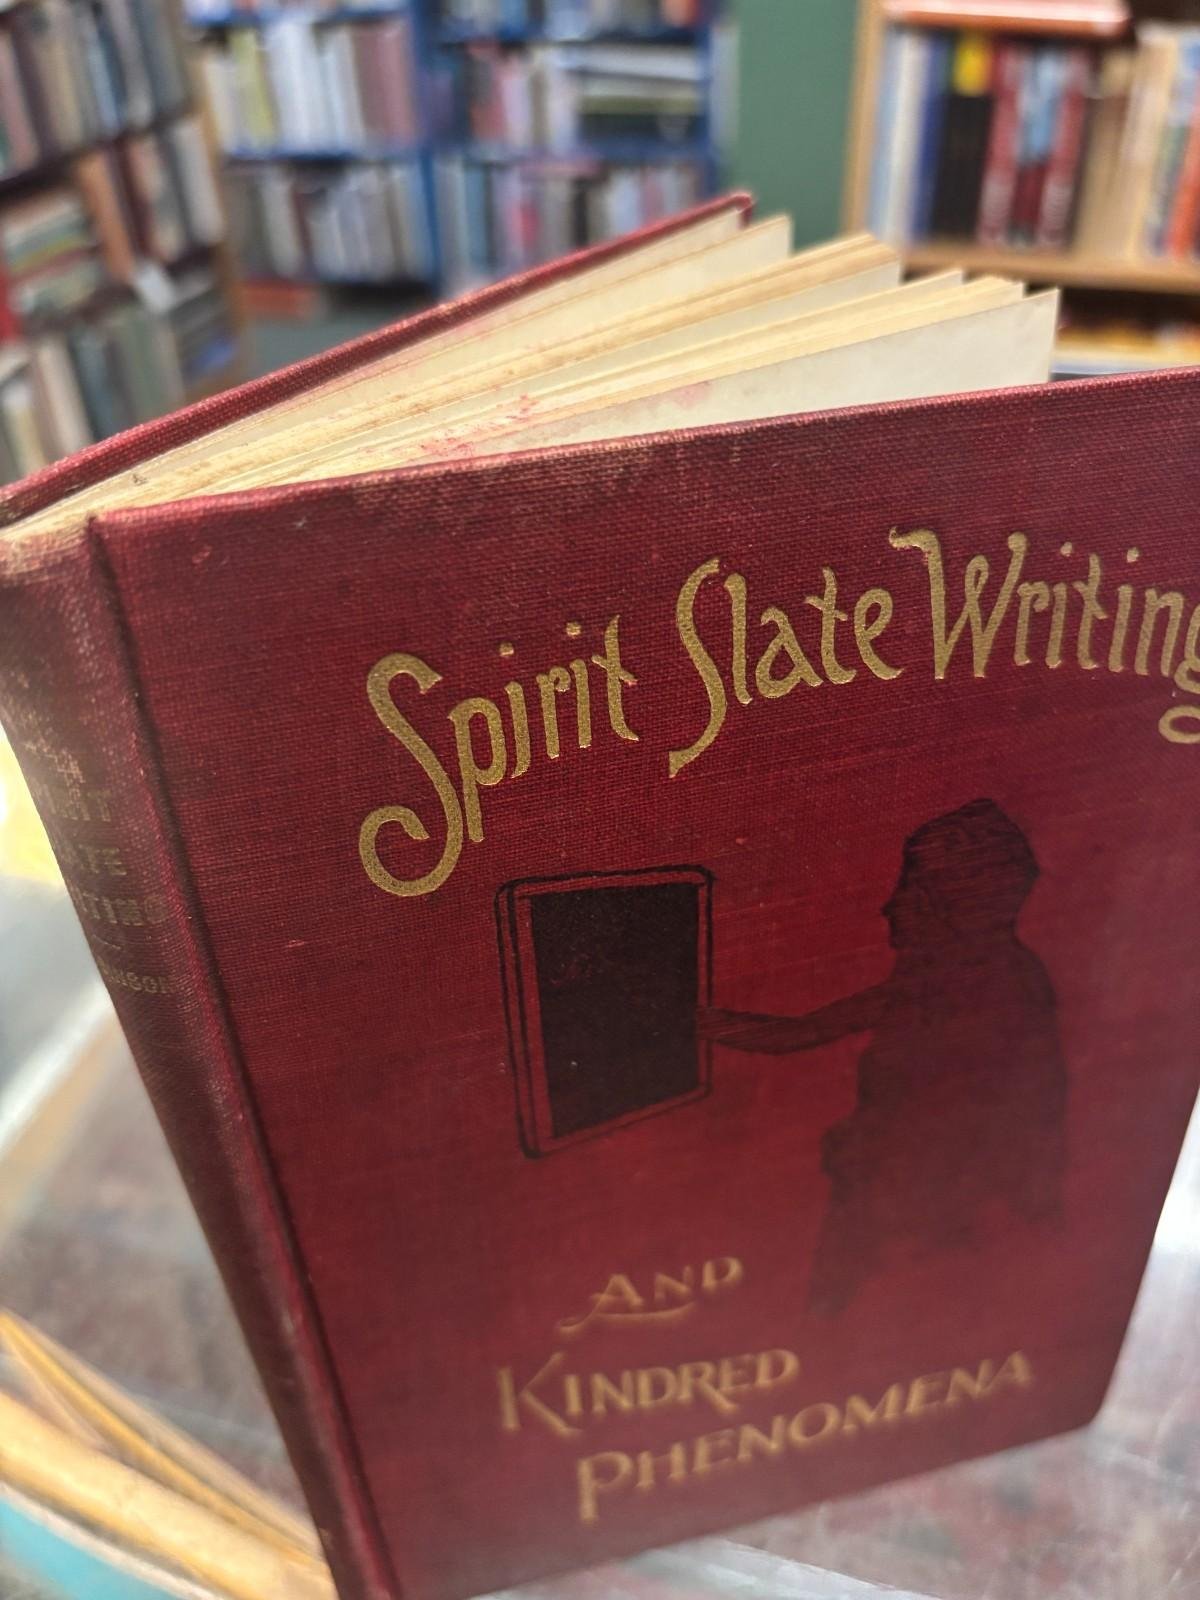 Spirit Slate Writing
AND
KINDRED
PHENOMENA